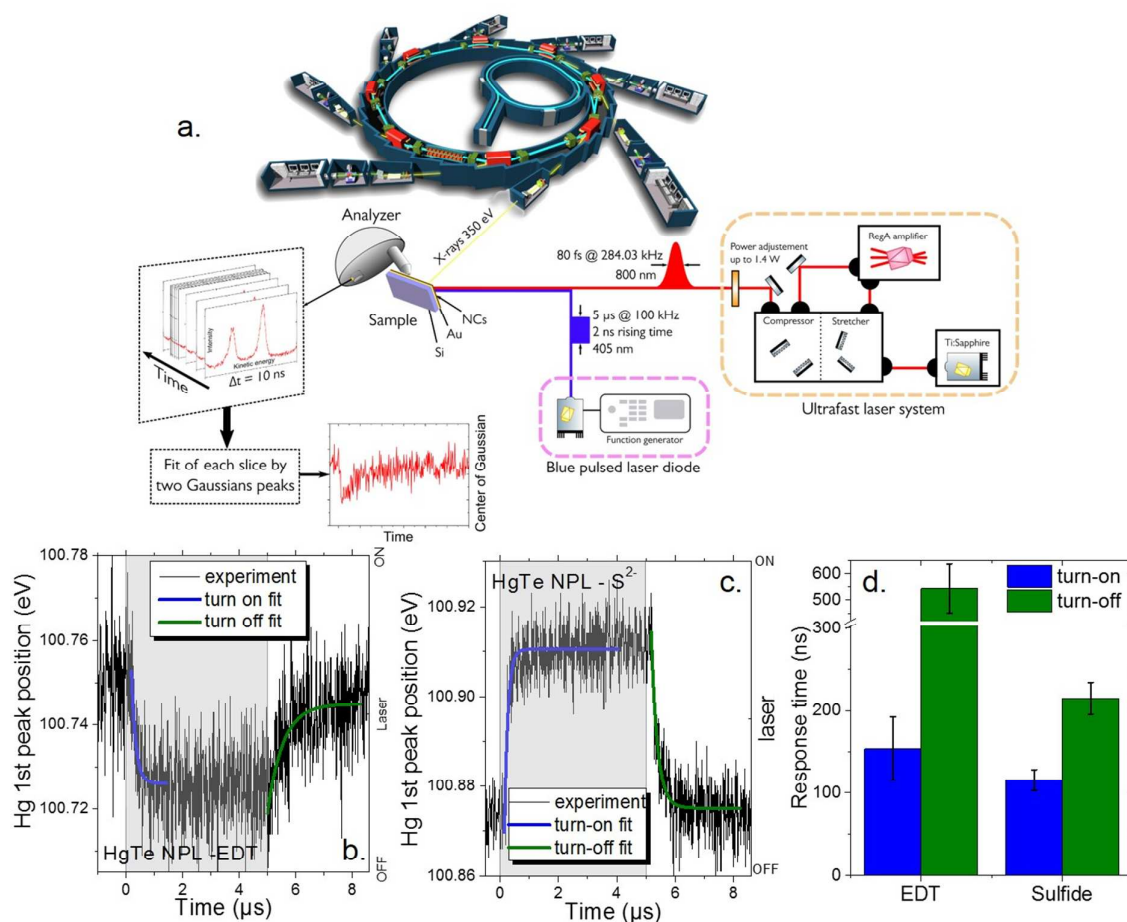 a.
Analyzer
X-rays 350 eV
80 fs @ 284.03 kHz
800 nm
Power adjustement
up to 1.4 W
RegA amplifier
Sample
NCs
Au
Si
5 µs @ 100 kHz
2 ns rising time
405 nm
Compressor
Stretcher
Ti:Sapphire
Ultrafast laser system
Intensity
Kinetic energy
Time
Δt = 10 ns
Function generator
Blue pulsed laser diode
Fit of each slice by
two Gaussians peaks
Center of Gaussian
Time
100.78
100.76
100.74
100.72
Hg 1st peak position (eV)
experiment
turn on fit
turn off fit
HgTe NPL -EDT
b.
0 2 4 6 8
Time (µs)
ON
Laser
OFF
HgTe NPL - S2-
c.
100.92
100.90
100.88
100.86
Hg 1st peak position (eV)
experiment
turn-on fit
turn-off fit
0 2 4 6 8
Time (µs)
ON
laser
OFF
d.
turn-on
turn-off
650
600
550
500
300
200
100
0
Response time (ns)
EDT
Sulfide